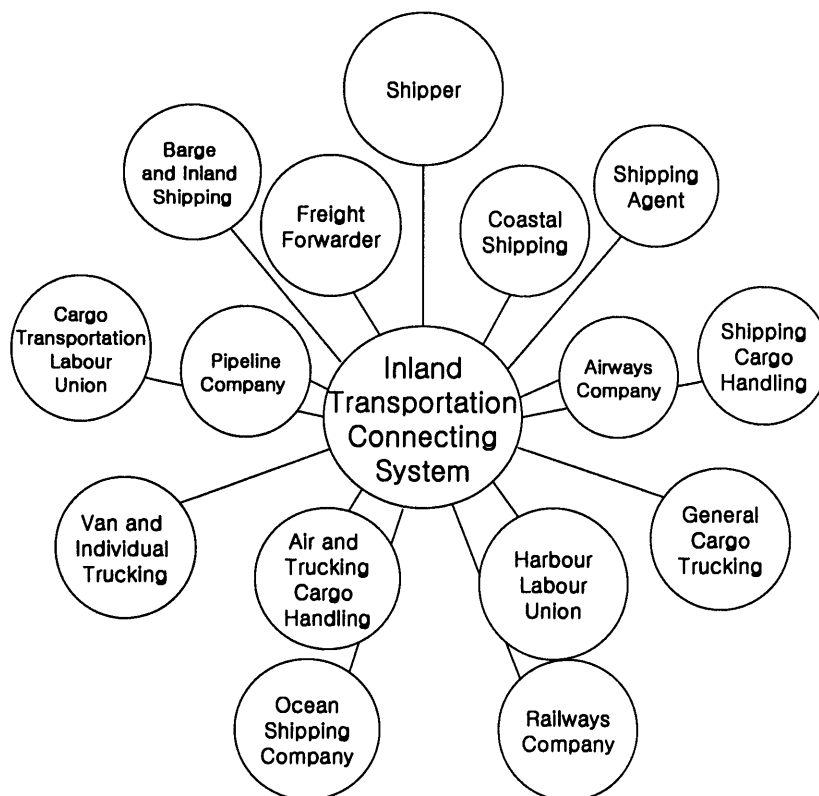 Shipper
Barge
and Inland
Shipping
Freight
Forwarder
Coastal
Shipping
Shipping
Agent
Cargo
Transportation
Labour
Union
Pipeline
Company
Inland
Transportation
Connecting
System
Airways
Company
Shipping
Cargo
Handling
Van and
Individual
Trucking
Air and
Trucking
Cargo
Handling
Harbour
Labour
Union
General
Cargo
Trucking
Ocean
Shipping
Company
Railways
Company